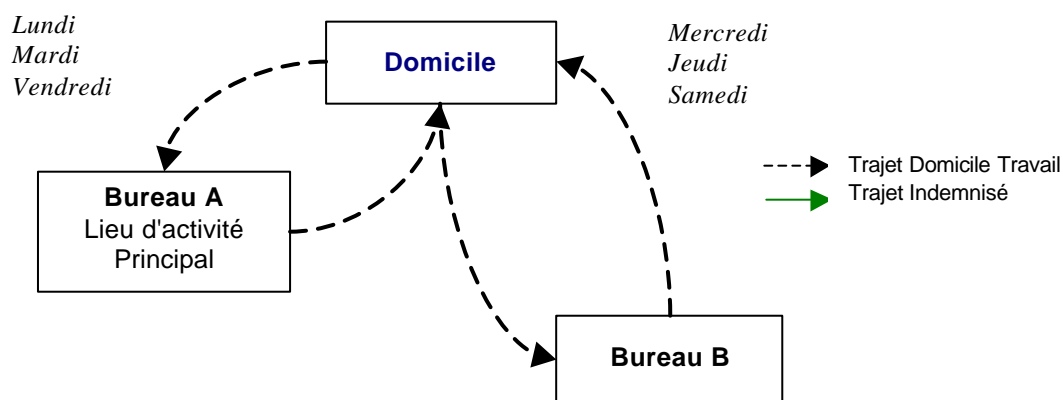 Lundi
Mardi
Vendredi
Domicile
Mercredi
Jeudi
Samedi
Bureau A
Lieu d'activité
Principal
Trajet Domicile Travail
Trajet Indemnisé
Bureau B